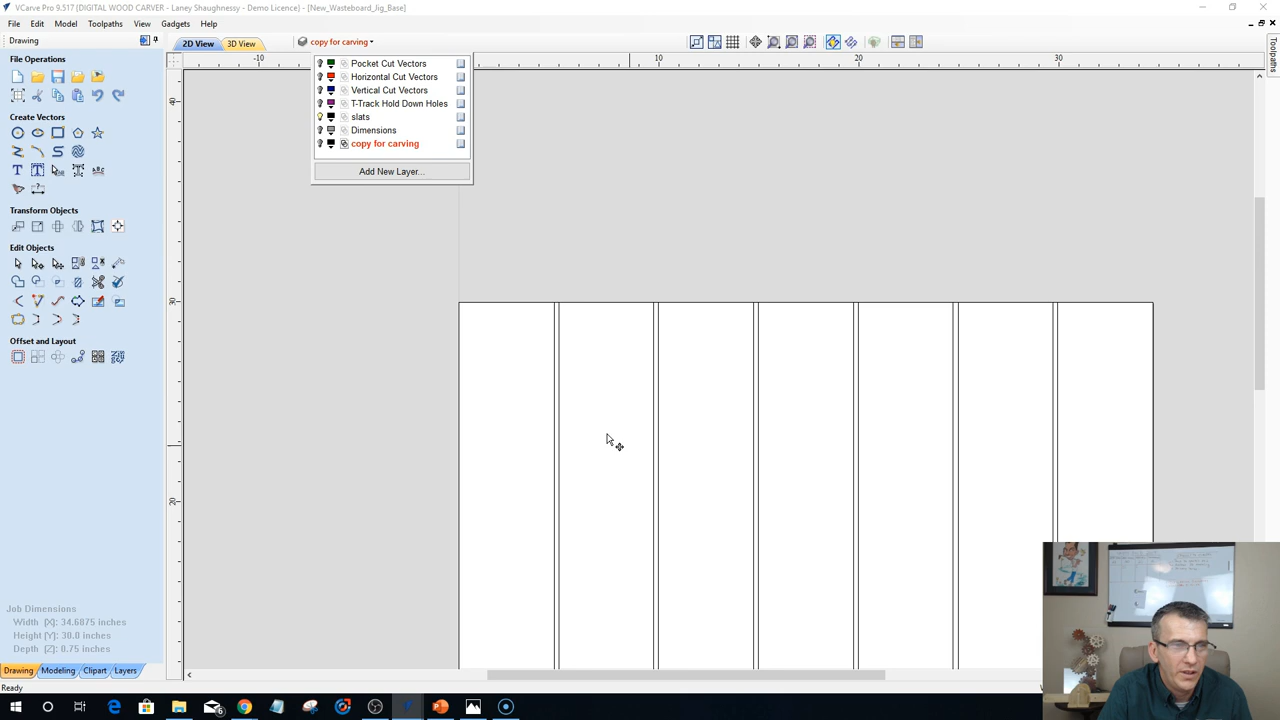 VCarve Pro 9.517 {DIGITAL WOOD CARVER - Laney Shaughnessy - Demo Licence} - [New_Wasteboard_Jig_Base]
File Edit Model Toolpaths View Gadgets Help
Drawing
2D View 3D View copy for carving
File Operations
Create Vectors
Transform Objects
Edit Objects
Offset and Layout
-10 10 20 30
30
20
Pocket Cut Vectors
Horizontal Cut Vectors
Vertical Cut Vectors
T-Track Hold Down Holes
slats
Dimensions
copy for carving
Add New Layer...
Toolpaths
Job Dimensions
Width (X): 34.6875 inches
Height (Y): 30.0 inches
Depth (Z): 0.75 inches
Drawing Modeling Clipart Layers
Ready